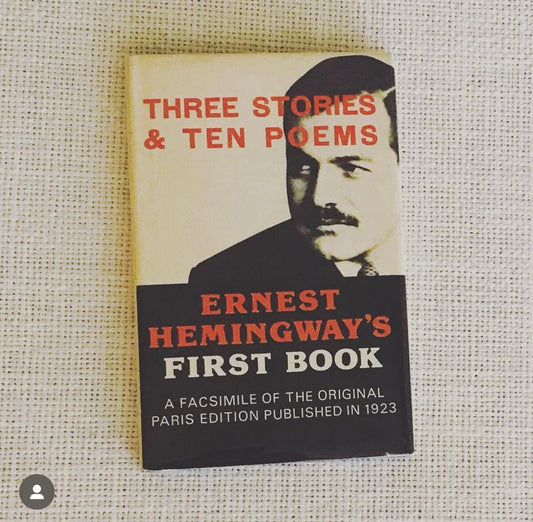 THREE STORIES
& TEN POEMS
ERNEST
HEMINGWAY'S
FIRST BOOK
A FACSIMILE OF THE ORIGINAL
PARIS EDITION PUBLISHED IN 1923